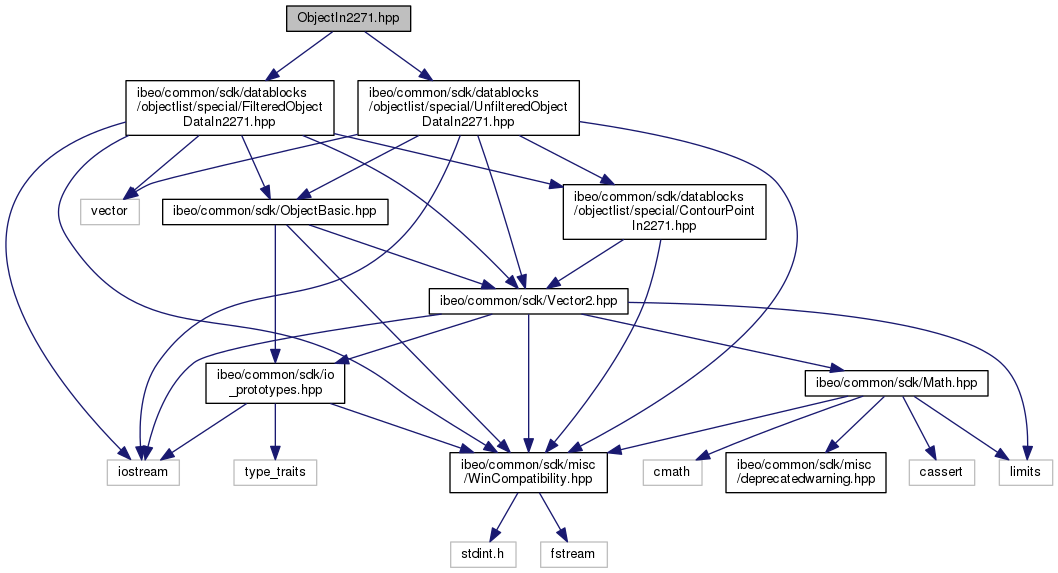 ObjectIn2271.hpp
ibeo/common/sdk/datablocks
/objectlist/special/FilteredObject
DataIn2271.hpp
ibeo/common/sdk/datablocks
/objectlist/special/UnfilteredObject
DataIn2271.hpp
vector
ibeo/common/sdk/ObjectBasic.hpp
ibeo/common/sdk/datablocks
/objectlist/special/ContourPoint
In2271.hpp
ibeo/common/sdk/Vector2.hpp
ibeo/common/sdk/io
_prototypes.hpp
ibeo/common/sdk/Math.hpp
iostream
type_traits
ibeo/common/sdk/misc
/WinCompatibility.hpp
cmath
ibeo/common/sdk/misc
/deprecatedwarning.hpp
cassert
limits
stdint.h
fstream